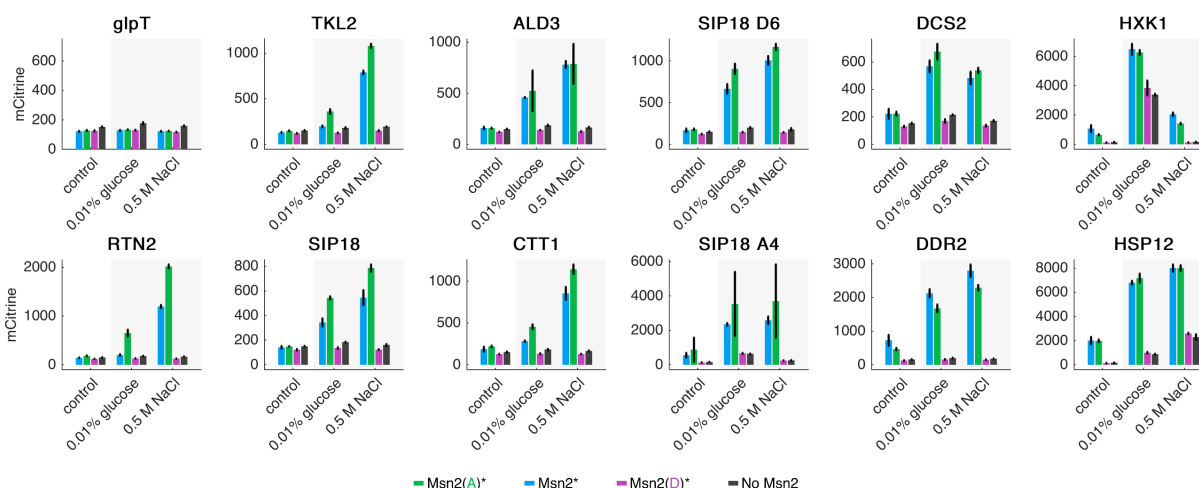 glpT TKL2 ALD3 SIP18 D6 DCS2 HXK1
mCitrine
600
400
200
0
control 0.01% glucose 0.5 M NaCl
1000
500
0
control 0.01% glucose 0.5 M NaCl
1000
500
0
control 0.01% glucose 0.5 M NaCl
1000
500
0
control 0.01% glucose 0.5 M NaCl
600
400
200
0
control 0.01% glucose 0.5 M NaCl
6000
4000
2000
0
control 0.01% glucose 0.5 M NaCl
RTN2 SIP18 CTT1 SIP18 A4 DDR2 HSP12
mCitrine
2000
1000
0
control 0.01% glucose 0.5 M NaCl
800
600
400
200
0
control 0.01% glucose 0.5 M NaCl
1000
500
0
control 0.01% glucose 0.5 M NaCl
6000
4000
2000
0
control 0.01% glucose 0.5 M NaCl
3000
2000
1000
0
control 0.01% glucose 0.5 M NaCl
8000
6000
4000
2000
0
control 0.01% glucose 0.5 M NaCl
Msn2(A)* Msn2* Msn2(D)* No Msn2